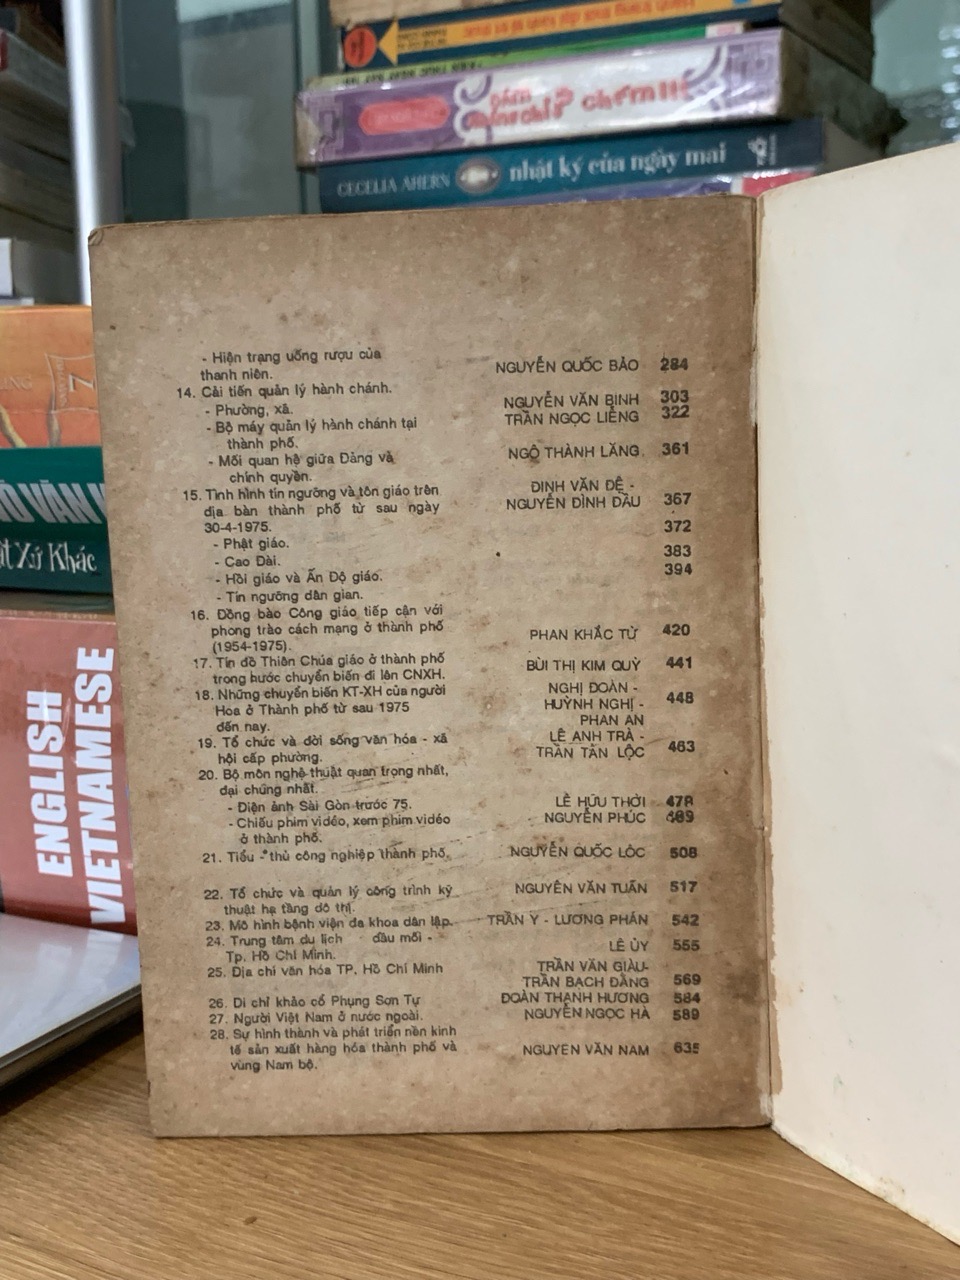 CECELIA AHERN nhật ký của ngày mai
ENGLISH
VIETNAMESE
- Hiện trạng uống rượu của
thanh niên. NGUYỄN QUỐC BẢO 284
14. Cải tiến quản lý hành chánh.
- Phường, xã. NGUYỄN VĂN BINH 303
- Bộ máy quản lý hành chánh tại TRẦN NGỌC LIỄNG 322
thành phố.
- Mối quan hệ giữa Đảng và NGÔ THÀNH LĂNG 361
chính quyền.
15. Tình hình tín ngưỡng và tôn giáo trên ĐINH VĂN ĐỆ -
địa bàn thành phố từ sau ngày NGUYỄN ĐÌNH ĐẦU 367
30-4-1975. 372
- Phật giáo.
- Cao Đài. 383
- Hồi giáo và Ấn Độ giáo. 394
- Tín ngưỡng dân gian.
16. Đồng bào Công giáo tiếp cận với
phong trào cách mạng ở thành phố PHAN KHẮC TỪ 420
(1954-1975).
17. Tín đồ Thiên Chúa giáo ở thành phố BÙI THỊ KIM QUỲ 441
trong bước chuyển biến đi lên CNXH.
18. Những chuyển biến KT-XH của người NGHỊ ĐOÀN -
Hoa ở Thành phố từ sau 1975 HUỲNH NGHỊ - 448
đến nay. PHAN AN
19. Tổ chức và đời sống văn hóa - xã LÊ ANH TRÀ -
hội cấp phường. TRẦN TẤN LỘC 463
20. Bộ môn nghệ thuật quan trọng nhất,
đại chúng nhất.
- Điện ảnh Sài Gòn trước 75. LÊ HỮU THỜI 478
- Chiếu phim vidéo, xem phim vidéo NGUYỄN PHÚC 489
ở thành phố.
21. Tiểu - thủ công nghiệp thành phố. NGUYỄN QUỐC LỘC 508
22. Tổ chức và quản lý công trình kỹ NGUYỄN VĂN TUẤN 517
thuật hạ tầng đô thị.
23. Mô hình bệnh viện đa khoa dân lập. TRẦN Y - LƯƠNG PHÁN 542
24. Trung tâm du lịch đầu mối -
Tp. Hồ Chí Minh. LÊ ỦY 555
25. Địa chí văn hóa TP. Hồ Chí Minh TRẦN VĂN GIÀU-
TRẦN BẠCH ĐẰNG 569
26. Di chỉ khảo cổ Phụng Sơn Tự ĐOÀN THANH HƯƠNG 584
27. Người Việt Nam ở nước ngoài. NGUYỄN NGỌC HÀ 589
28. Sự hình thành và phát triển nền kinh
tế sản xuất hàng hóa thành phố và NGUYỄN VĂN NAM 635
vùng Nam bộ.